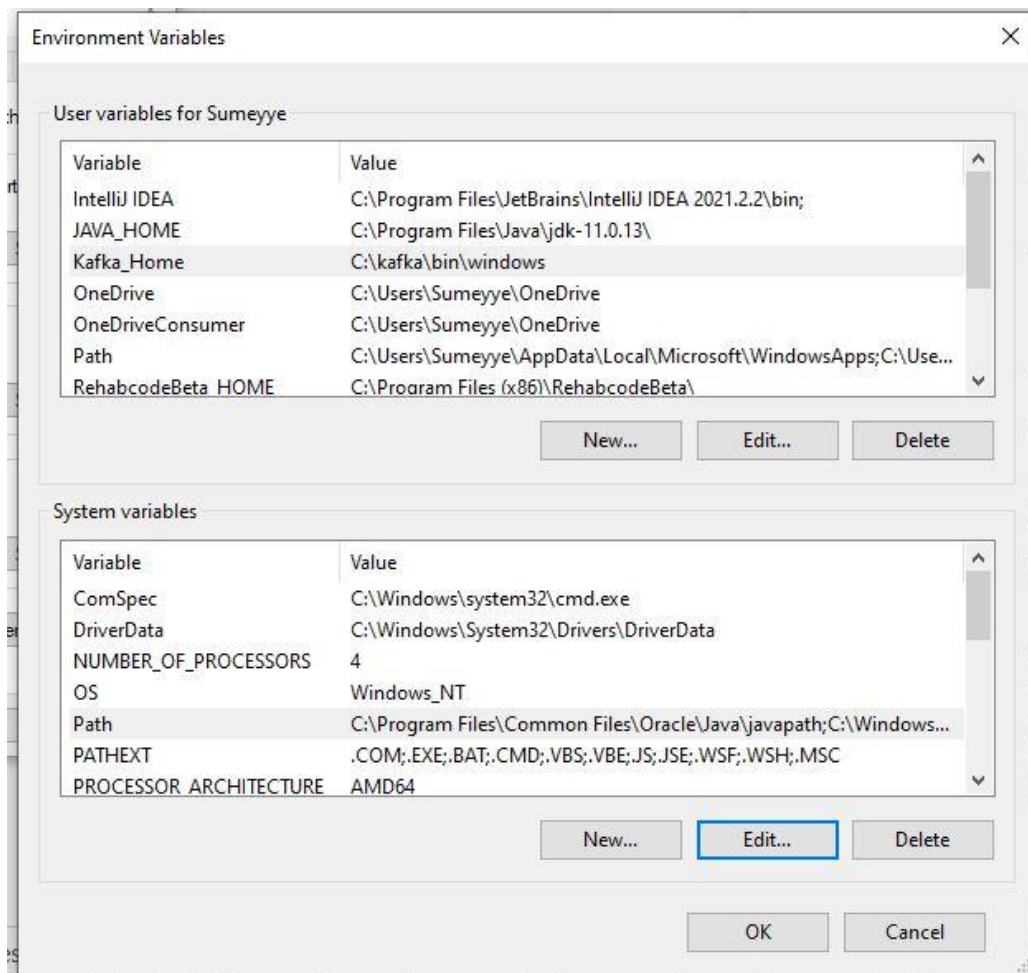 Environment Variables
User variables for Sumeyye
Variable Value
IntelliJ IDEA C:\Program Files\JetBrains\IntelliJ IDEA 2021.2.2\bin;
JAVA_HOME C:\Program Files\Java\jdk-11.0.13\
Kafka_Home C:\kafka\bin\windows
OneDrive C:\Users\Sumeyye\OneDrive
OneDriveConsumer C:\Users\Sumeyye\OneDrive
Path C:\Users\Sumeyye\AppData\Local\Microsoft\WindowsApps;C:\Use...
RehabcodeBeta_HOME C:\Program Files (x86)\RehabcodeBeta\
New... Edit... Delete
System variables
Variable Value
ComSpec C:\Windows\system32\cmd.exe
DriverData C:\Windows\System32\Drivers\DriverData
NUMBER_OF_PROCESSORS 4
OS Windows_NT
Path C:\Program Files\Common Files\Oracle\Java\javapath;C:\Windows...
PATHEXT .COM;.EXE;.BAT;.CMD;.VBS;.VBE;.JS;.JSE;.WSF;.WSH;.MSC
PROCESSOR_ARCHITECTURE AMD64
New... Edit... Delete
OK Cancel